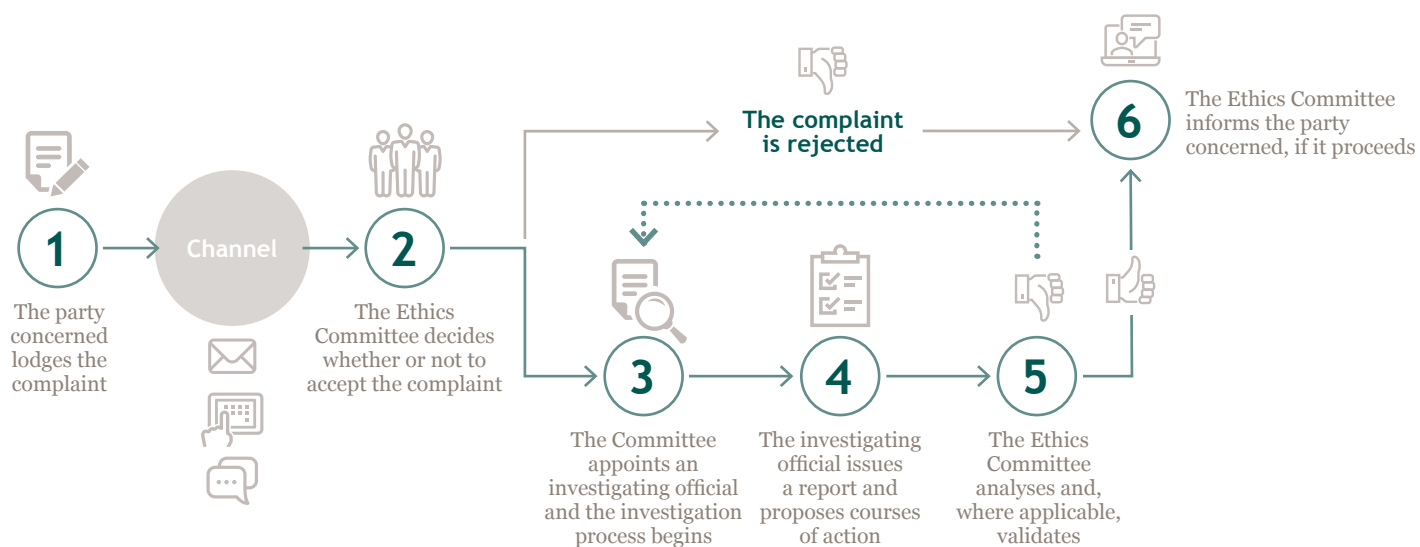 1
The party
concerned
lodges the
complaint
Channel
2
The Ethics
Committee decides
whether or not to
accept the complaint
The complaint
is rejected
3
The Committee
appoints an
investigating official
and the investigation
process begins
4
The investigating
official issues
a report and
proposes courses
of action
5
The Ethics
Committee
analyses and,
where applicable,
validates
6
The Ethics Committee
informs the party
concerned, if it proceeds